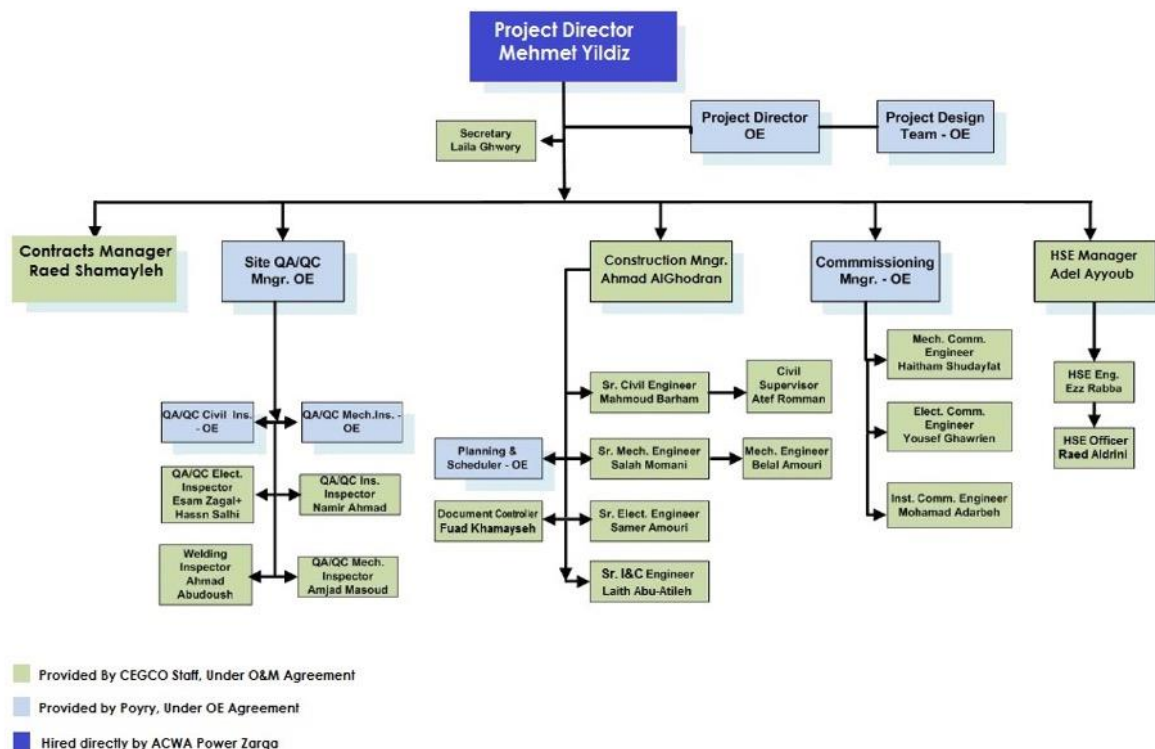 Project Director
Mehmet Yildiz
Project Director
OE
Project Design
Team - OE
Secretary
Laila Ghwery
Contracts Manager
Raed Shamayleh
Site QA/QC
Mngr. OE
Construction Mngr.
Ahmad AlGhodran
Commmissioning
Mngr. - OE
HSE Manager
Adel Ayyoub
QA/QC Civil Ins.
- OE
QA/QC Mech.Ins. -
OE
QA/QC Elect.
Inspector
Esam Zagal+
Hassn Salhi
QA/QC Ins.
Inspector
Namir Ahmad
Welding
Inspector
Ahmad
Abudoush
QA/QC Mech.
Inspector
Amjad Masoud
Planning &
Scheduler - OE
Document Controller
Fuad Khamayseh
Sr. Civil Engineer
Mahmoud Barham
Civil
Supervisor
Atef Romman
Sr. Mech. Engineer
Salah Momani
Mech. Engineer
Belal Amouri
Sr. Elect. Engineer
Samer Amouri
Sr. I&C Engineer
Laith Abu-Atileh
Mech. Comm.
Engineer
Haitham Shudayfat
Elect. Comm.
Engineer
Yousef Ghawrien
Inst. Comm. Engineer
Mohamad Adarbeh
HSE Eng.
Ezz Rabba
HSE Officer
Raed Aldrini
Provided By CEGCO Staff, Under O&M Agreement
Provided by Poyry, Under OE Agreement
Hired directly by ACWA Power Zarqa